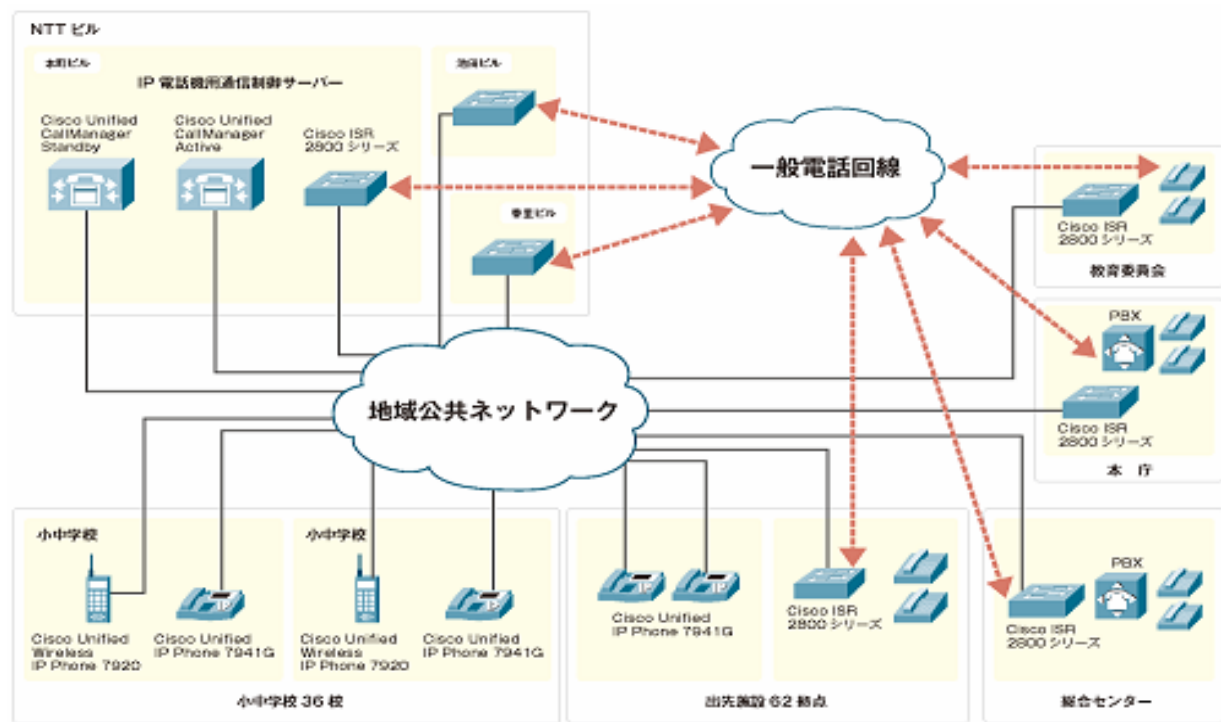 NTT ビル
本町ビル
IP 電話機用通信制御サーバー
Cisco Unified
CallManager
Standby
Cisco Unified
CallManager
Active
Cisco ISR
2800 シリーズ
池田ビル
ビル
一般電話回線
Cisco ISR
2800 シリーズ
教育委員会
PBX
Cisco ISR
2800 シリーズ
本 庁
地域公共ネットワーク
小中学校
Cisco Unified
Wireless
IP Phone 7920
Cisco Unified
IP Phone 7941G
小中学校
Cisco Unified
Wireless
IP Phone 7920
Cisco Unified
IP Phone 7941G
小中学校 36 校
Cisco Unified
IP Phone 7941G
Cisco ISR
2800 シリーズ
出先施設 62 拠点
PBX
Cisco ISR
2800 シリーズ
総合センター